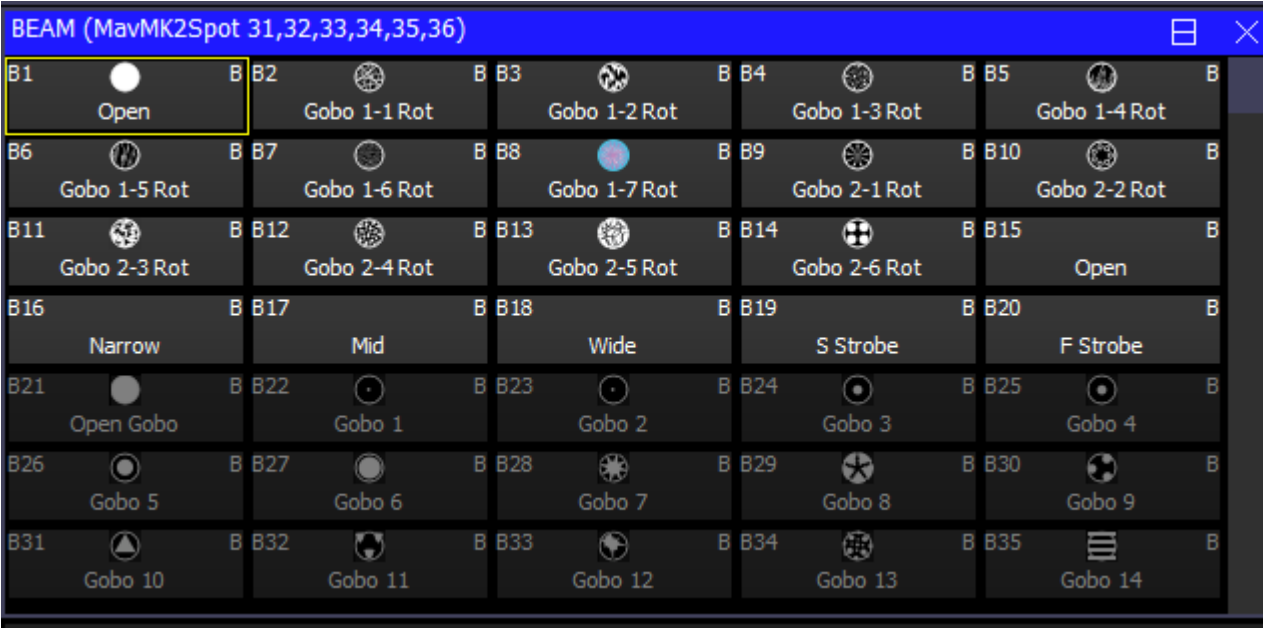 BEAM (MavMK2Spot 31,32,33,34,35,36)
B1 B B2 B B3 B B4 B B5 B
Open Gobo 1-1 Rot Gobo 1-2 Rot Gobo 1-3 Rot Gobo 1-4 Rot
B6 B B7 B B8 B B9 B B10 B
Gobo 1-5 Rot Gobo 1-6 Rot Gobo 1-7 Rot Gobo 2-1 Rot Gobo 2-2 Rot
B11 B B12 B B13 B B14 B B15 B
Gobo 2-3 Rot Gobo 2-4 Rot Gobo 2-5 Rot Gobo 2-6 Rot Open
B16 B B17 B B18 B B19 B B20 B
Narrow Mid Wide S Strobe F Strobe
B21 B B22 B B23 B B24 B B25 B
Open Gobo Gobo 1 Gobo 2 Gobo 3 Gobo 4
B26 B B27 B B28 B B29 B B30 B
Gobo 5 Gobo 6 Gobo 7 Gobo 8 Gobo 9
B31 B B32 B B33 B B34 B B35 B
Gobo 10 Gobo 11 Gobo 12 Gobo 13 Gobo 14